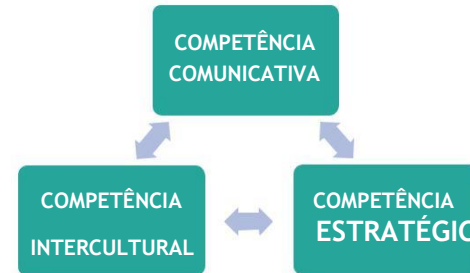 COMPETÊNCIA
COMUNICATIVA
COMPETÊNCIA
INTERCULTURAL
COMPETÊNCIA
ESTRATÉGIC